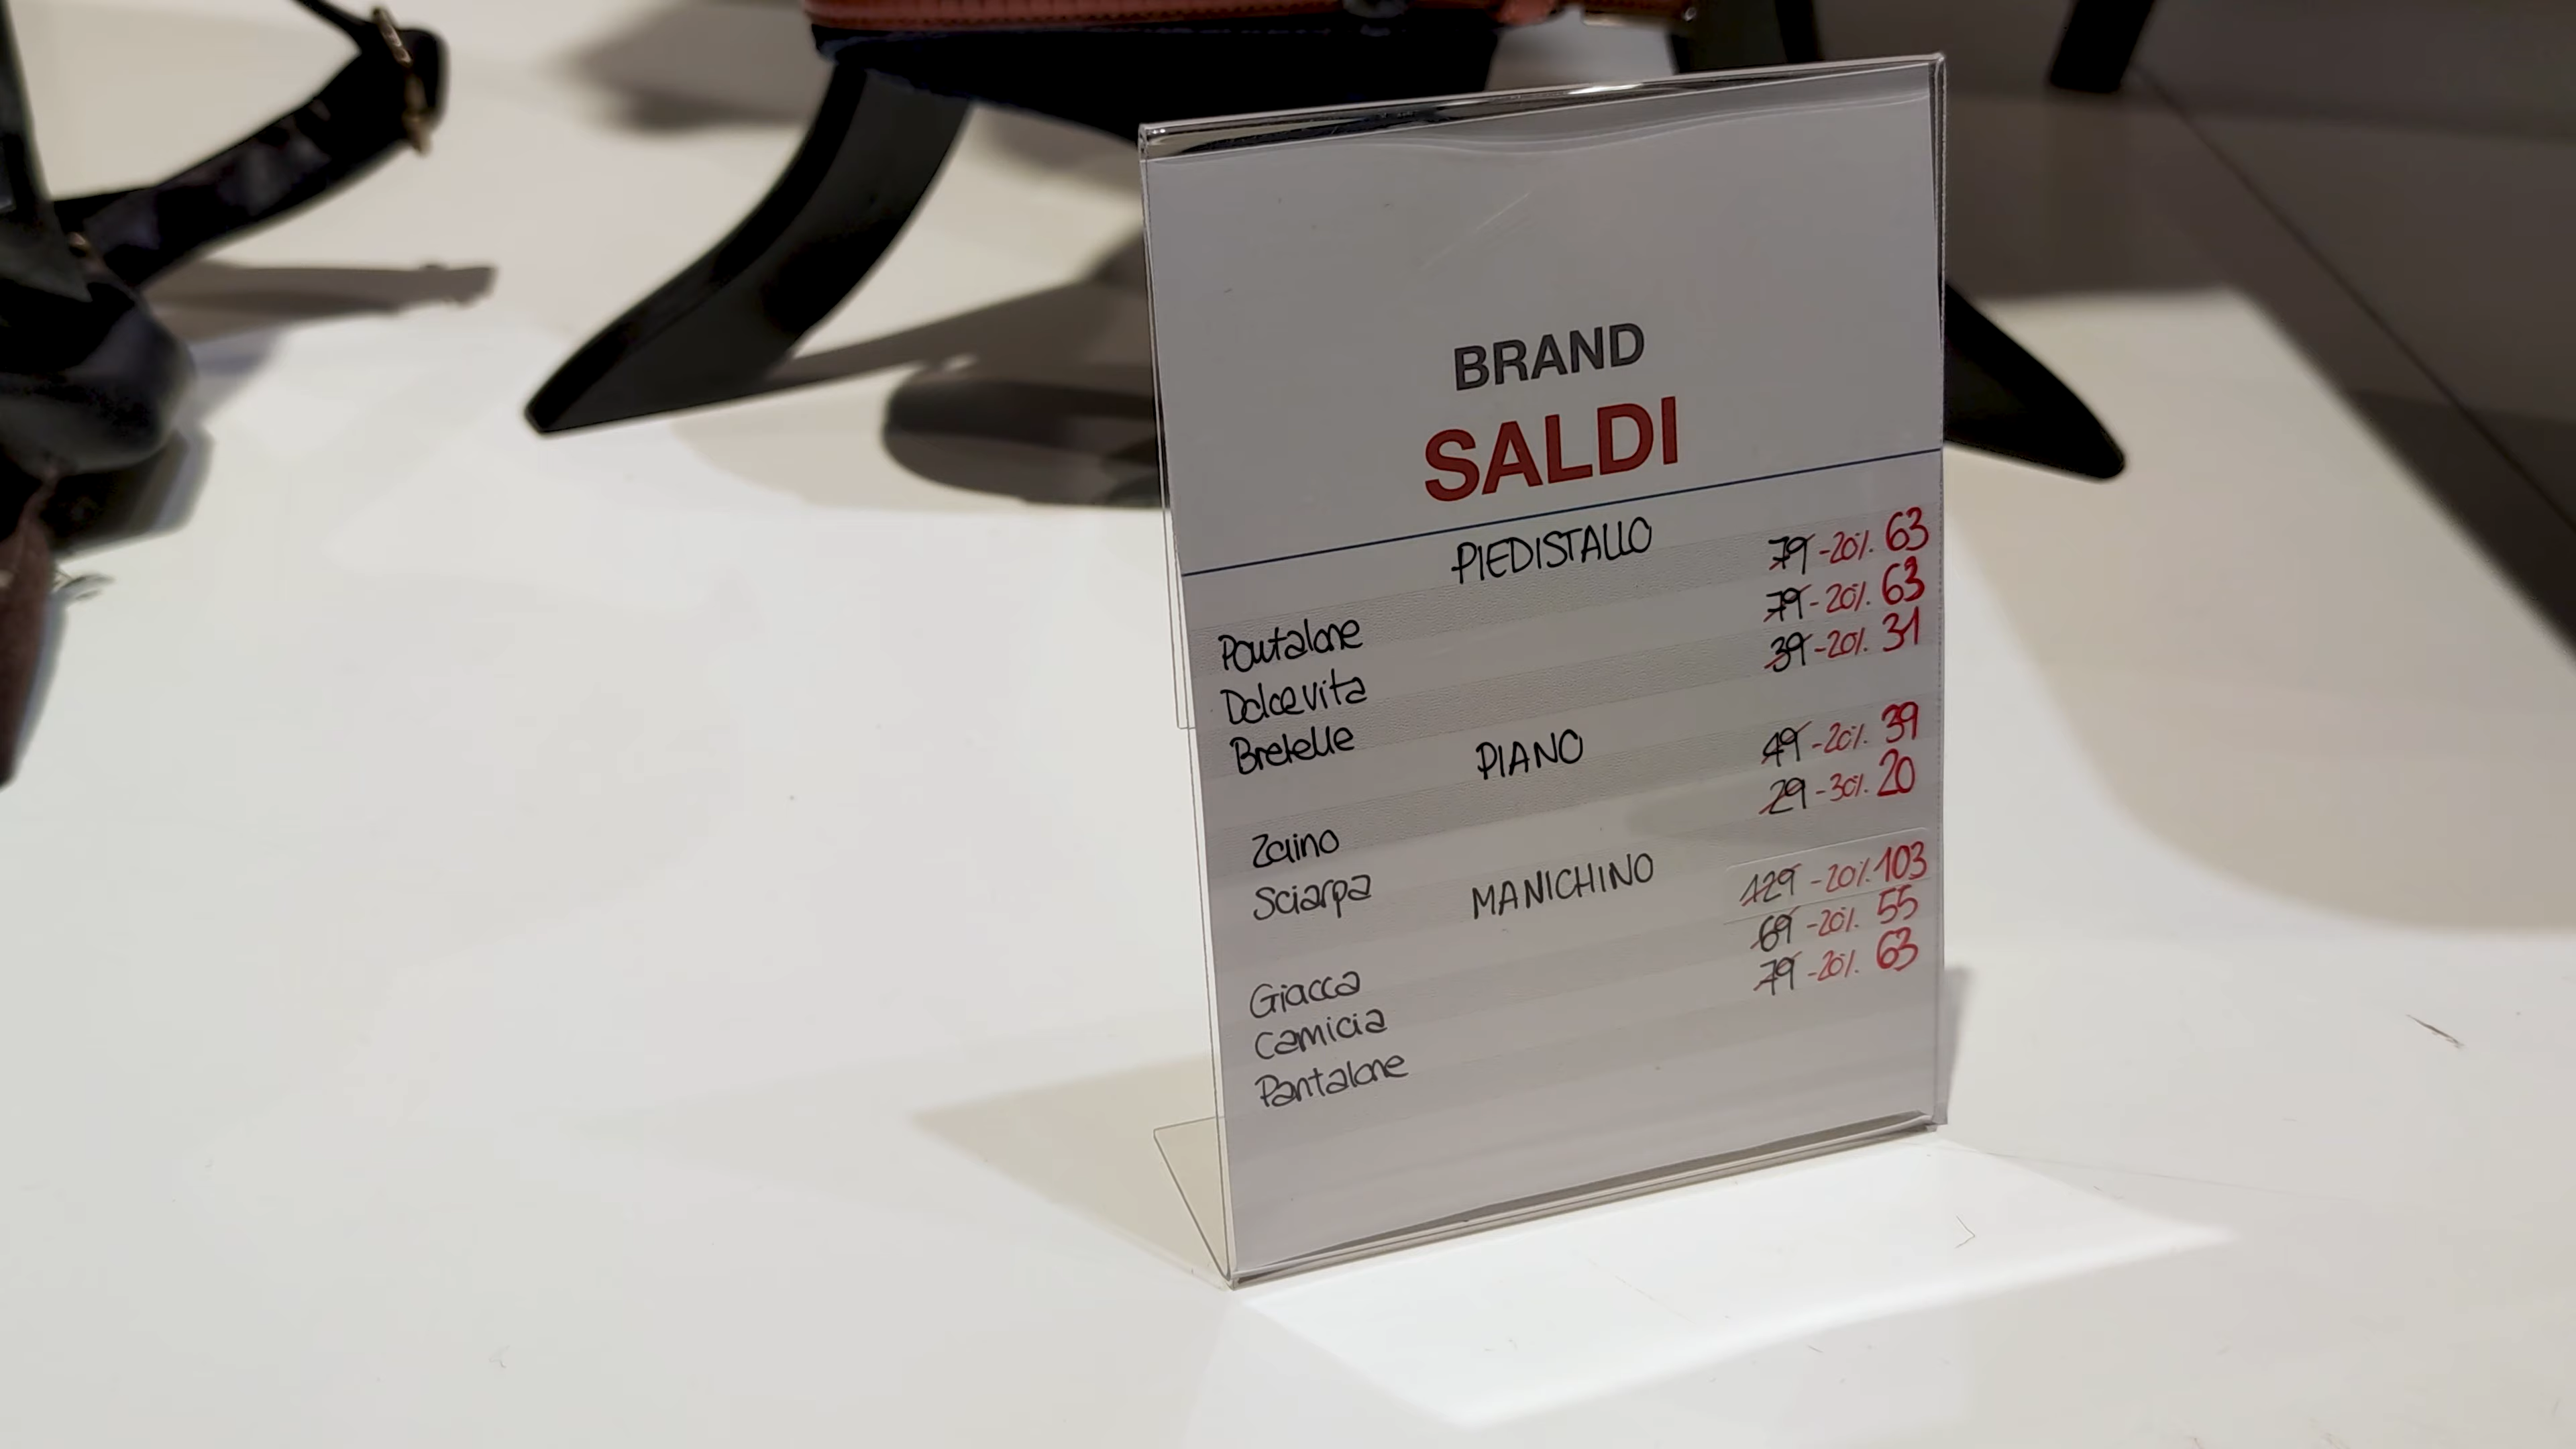 BRAND
SALDI
PIEDISTALLO
Pantalone 79 -20% 63
Dolcevita 79 -20% 63
Bretelle 39 -20% 31
PIANO
Zaino 49 -20% 39
Sciarpa 29 -30% 20
MANICHINO
Giacca 129 -20% 103
Camicia 69 -20% 55
Pantalone 79 -20% 63